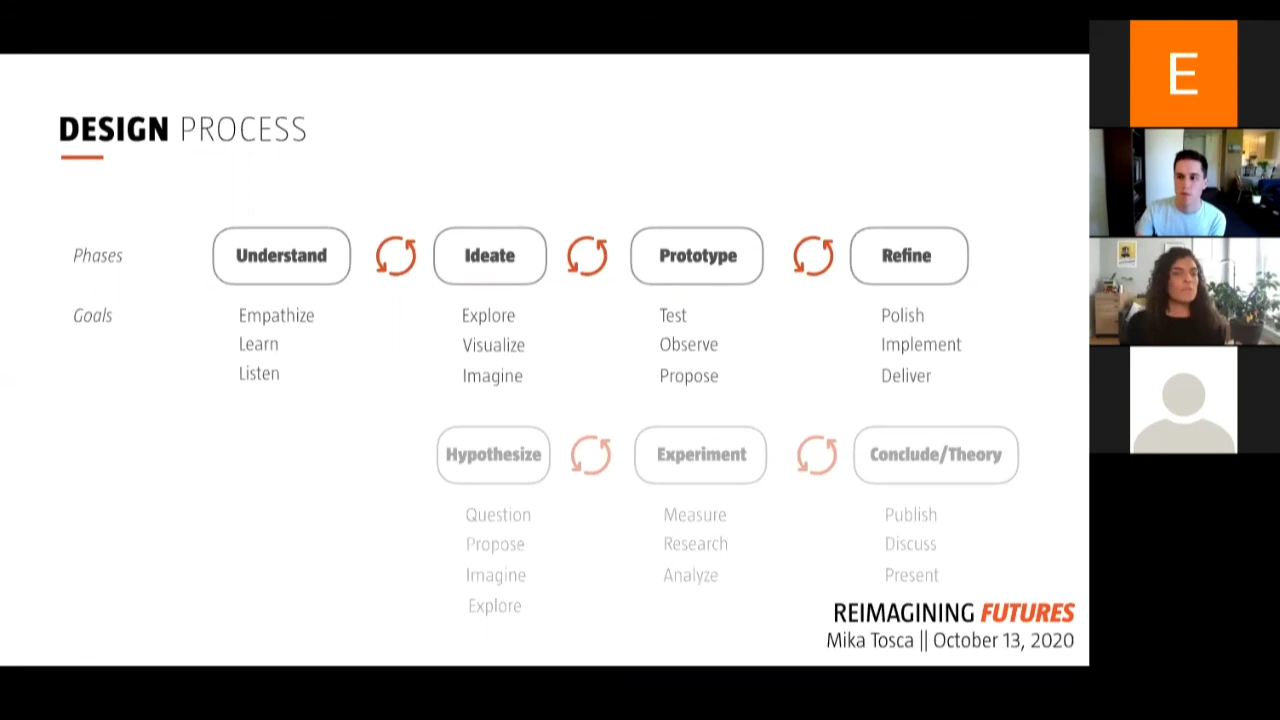 DESIGN PROCESS
Phases
Understand
Ideate
Prototype
Refine
Goals
Empathize
Explore
Test
Polish
Learn
Visualize
Observe
Implement
Listen
Imagine
Propose
Deliver
Hypothesize
Experiment
Conclude/Theory
Question
Measure
Publish
Propose
Research
Discuss
Imagine
Analyze
Present
Explore
REIMAGINING FUTURES
Mika Tosca || October 13, 2020
E